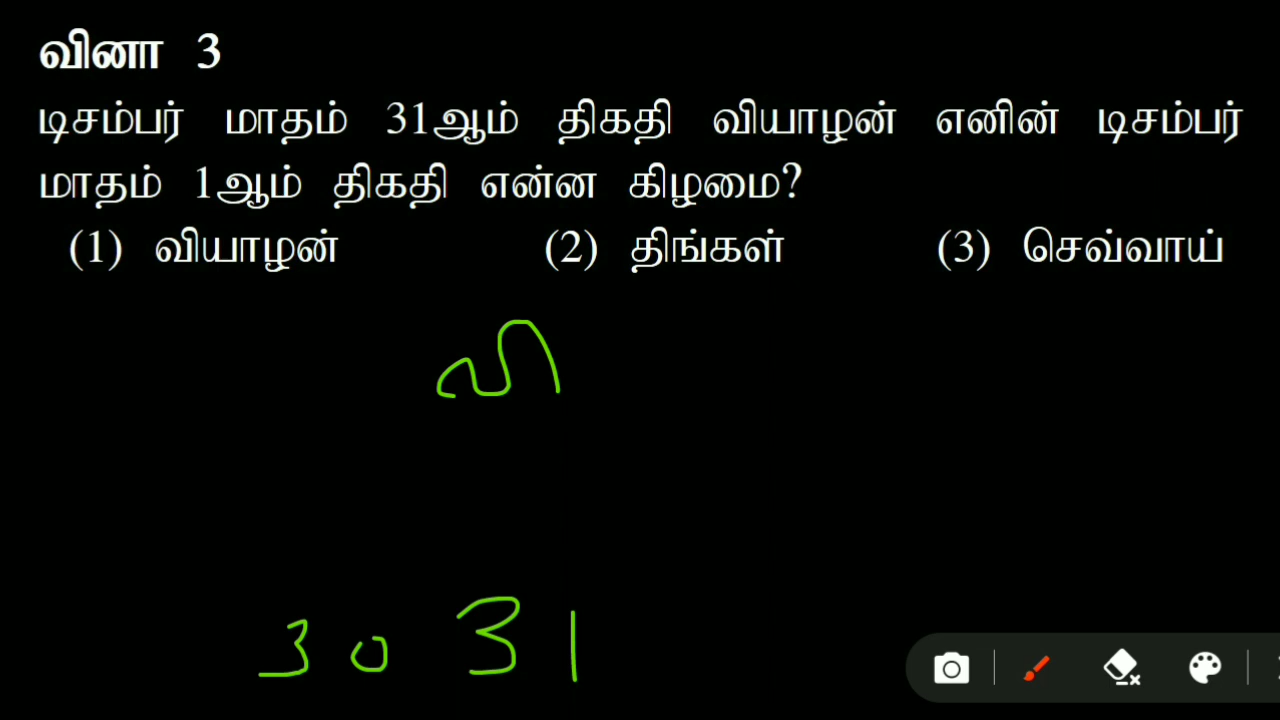 வினா 3
டிசம்பர் மாதம் 31ஆம் திகதி வியாழன் எனின் டிசம்பர்
மாதம் 1ஆம் திகதி என்ன கிழமை?
(1) வியாழன் (2) திங்கள் (3) செவ்வாய்
வி
30 31